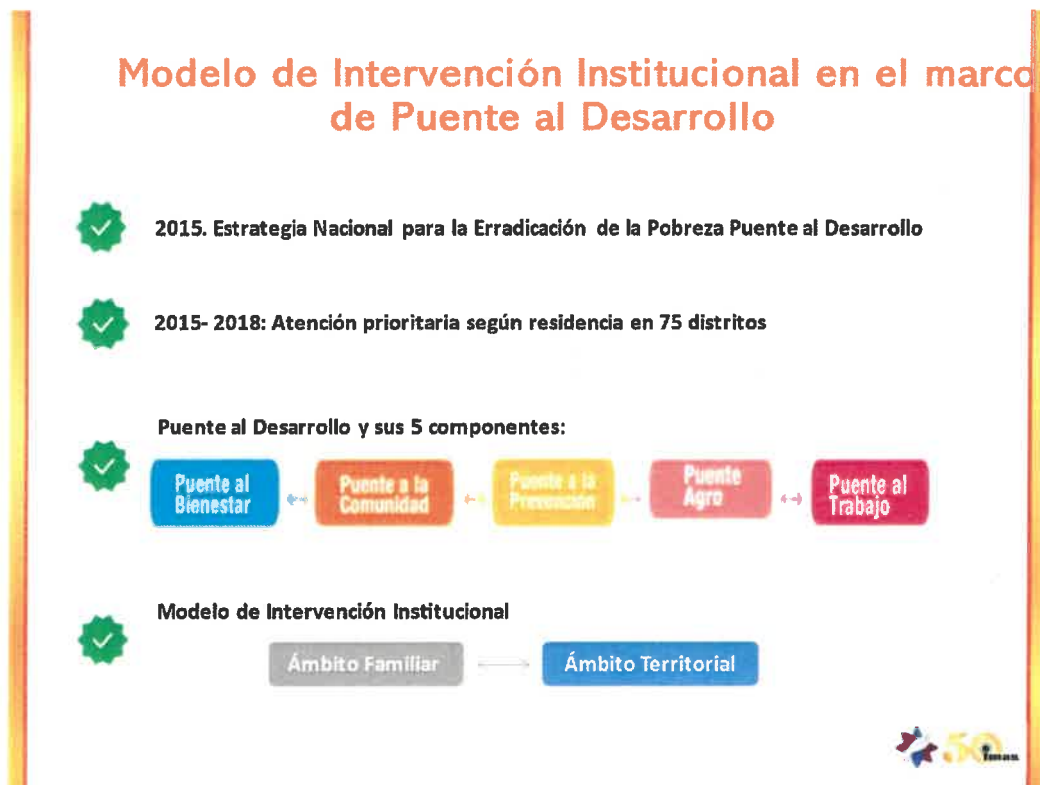 Modelo de Intervención Institucional en el marco
de Puente al Desarrollo
2015. Estrategia Nacional para la Erradicación de la Pobreza Puente al Desarrollo
2015- 2018: Atención prioritaria según residencia en 75 distritos
Puente al Desarrollo y sus 5 componentes:
Puente al
Bienestar
Puente a la
Comunidad
Puente a la
Prevención
Puente
Agro
Puente al
Trabajo
Modelo de Intervención Institucional
Ámbito Familiar
Ámbito Territorial
50
imas